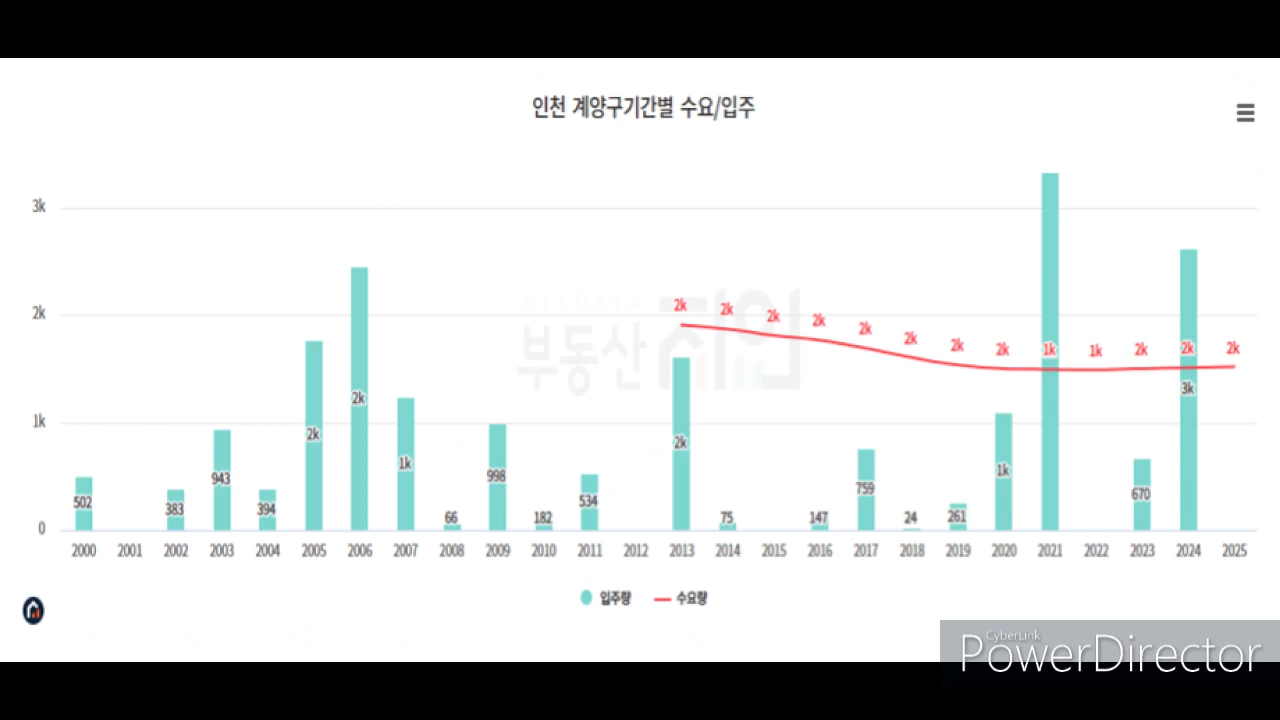 인천 계양구기간별 수요/입주
3k
2k
1k
0
2k 2k 2k 2k 2k 2k 2k 2k 1k 1k 2k 2k 2k
502 383 943 394 2k 2k 1k 66 998 182 534 2k 75 147 759 24 261 1k 670 3k
부동산 지인
2000 2001 2002 2003 2004 2005 2006 2007 2008 2009 2010 2011 2012 2013 2014 2015 2016 2017 2018 2019 2020 2021 2022 2023 2024 2025
입주량 수요량
CyberLink
PowerDirector